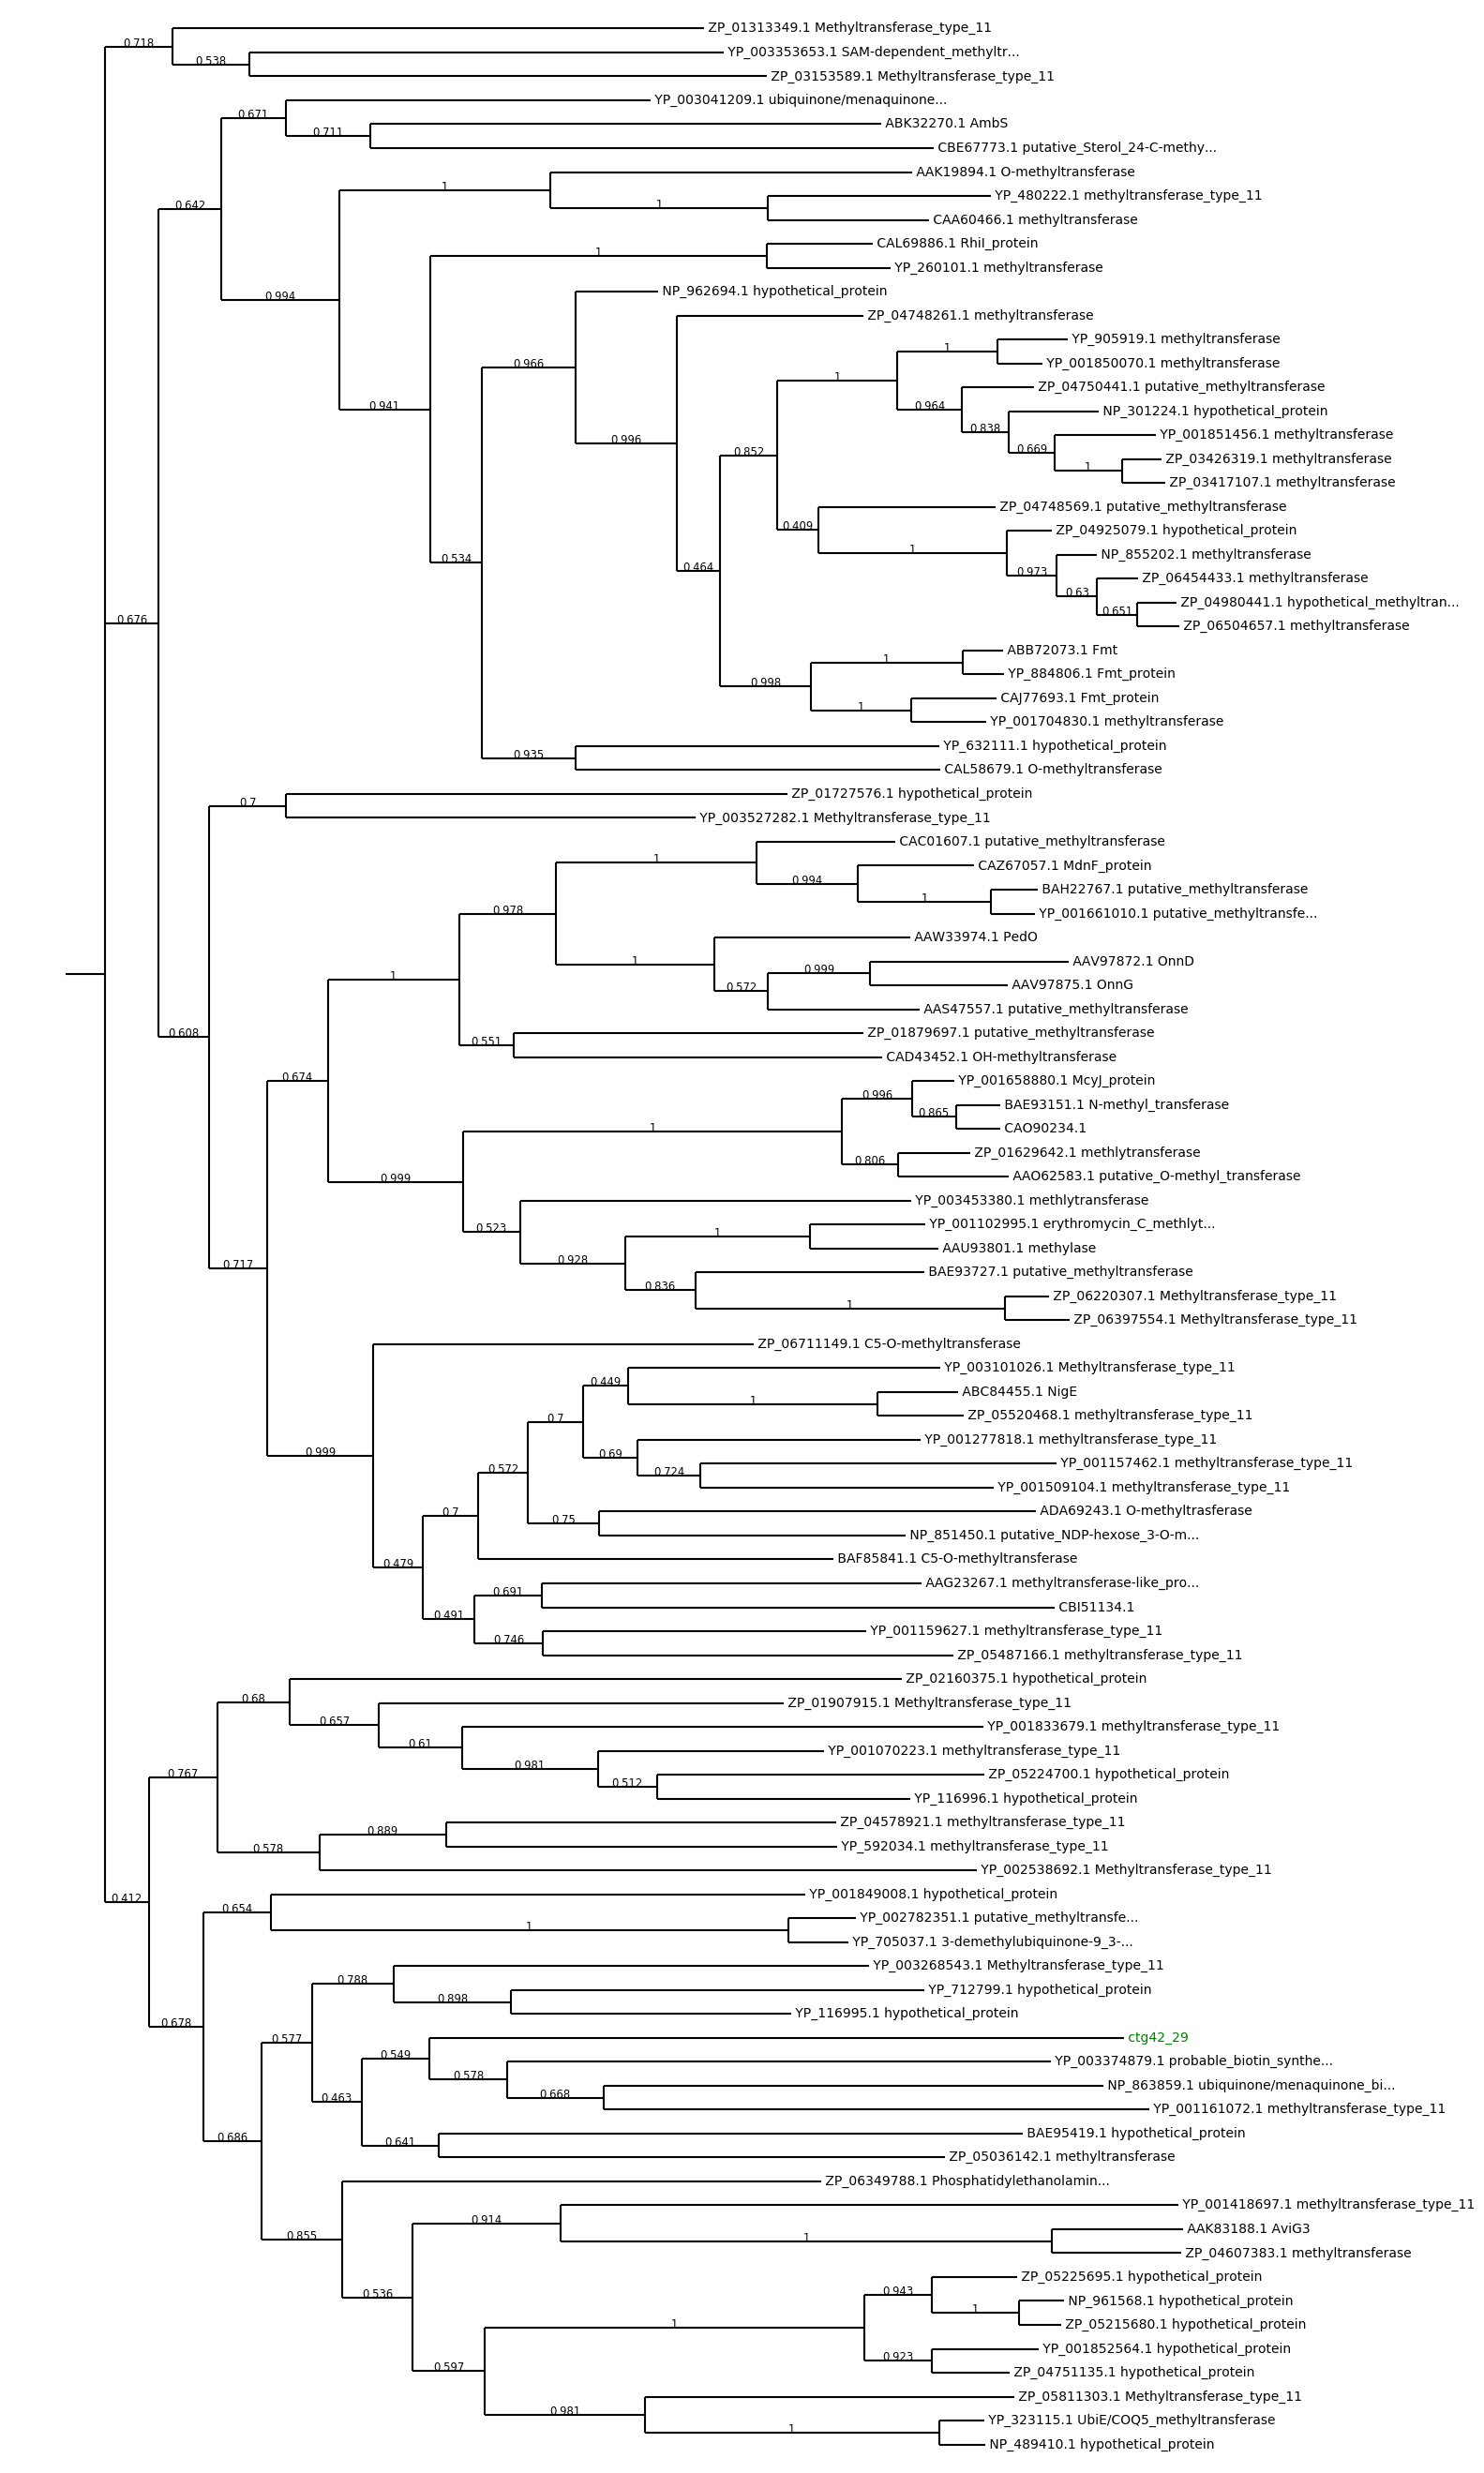 ZP_01313349.1 Methyltransferase_type_11
0.718
YP_003353653.1 SAM-dependent_methyltr...
0.538
ZP_03153589.1 Methyltransferase_type_11
YP_003041209.1 ubiquinone/menaquinone...
0.671
ABK32270.1 AmbS
0.711
CBE67773.1 putative_Sterol_24-C-methy...
AAK19894.1 O-methyltransferase
1
YP_480222.1 methyltransferase_type_11
0.642
1
CAA60466.1 methyltransferase
CAL69886.1 RhiI_protein
1
YP_260101.1 methyltransferase
NP_962694.1 hypothetical_protein
0.994
ZP_04748261.1 methyltransferase
YP_905919.1 methyltransferase
1
YP_001850070.1 methyltransferase
0.966
1
ZP_04750441.1 putative_methyltransferase
0.941
0.964
NP_301224.1 hypothetical_protein
0.838
YP_001851456.1 methyltransferase
0.996
0.669
0.852
ZP_03426319.1 methyltransferase
1
ZP_03417107.1 methyltransferase
ZP_04748569.1 putative_methyltransferase
0.409
ZP_04925079.1 hypothetical_protein
1
NP_855202.1 methyltransferase
0.534
0.464
0.973
ZP_06454433.1 methyltransferase
0.63
ZP_04980441.1 hypothetical_methyltran...
0.651
0.676
ZP_06504657.1 methyltransferase
ABB72073.1 Fmt
1
YP_884806.1 Fmt_protein
0.998
CAJ77693.1 Fmt_protein
1
YP_001704830.1 methyltransferase
YP_632111.1 hypothetical_protein
0.935
CAL58679.1 O-methyltransferase
ZP_01727576.1 hypothetical_protein
0.7
YP_003527282.1 Methyltransferase_type_11
CAC01607.1 putative_methyltransferase
1
CAZ67057.1 MdnF_protein
0.994
BAH22767.1 putative_methyltransferase
1
0.978
YP_001661010.1 putative_methyltransfe...
AAW33974.1 PedO
1
AAV97872.1 OnnD
0.999
1
AAV97875.1 OnnG
0.572
AAS47557.1 putative_methyltransferase
0.608
ZP_01879697.1 putative_methyltransferase
0.551
CAD43452.1 OH-methyltransferase
0.674
YP_001658880.1 McyJ_protein
0.996
BAE93151.1 N-methyl_transferase
0.865
1
CAO90234.1
ZP_01629642.1 methlytransferase
0.806
AAO62583.1 putative_O-methyl_transferase
0.999
YP_003453380.1 methlytransferase
0.523
YP_001102995.1 erythromycin_C_methlyt...
1
AAU93801.1 methylase
0.928
0.717
BAE93727.1 putative_methyltransferase
0.836
ZP_06220307.1 Methyltransferase_type_11
1
ZP_06397554.1 Methyltransferase_type_11
ZP_06711149.1 C5-O-methyltransferase
YP_003101026.1 Methyltransferase_type_11
0.449
ABC84455.1 NigE
1
ZP_05520468.1 methyltransferase_type_11
0.7
YP_001277818.1 methyltransferase_type_11
0.999
0.69
YP_001157462.1 methyltransferase_type_11
0.572
0.724
YP_001509104.1 methyltransferase_type_11
0.7
ADA69243.1 O-methyltrasferase
0.75
NP_851450.1 putative_NDP-hexose_3-O-m...
BAF85841.1 C5-O-methyltransferase
0.479
AAG23267.1 methyltransferase-like_pro...
0.691
CBI51134.1
0.491
YP_001159627.1 methyltransferase_type_11
0.746
ZP_05487166.1 methyltransferase_type_11
ZP_02160375.1 hypothetical_protein
0.68
ZP_01907915.1 Methyltransferase_type_11
0.657
YP_001833679.1 methyltransferase_type_11
0.61
YP_001070223.1 methyltransferase_type_11
0.981
0.767
ZP_05224700.1 hypothetical_protein
0.512
YP_116996.1 hypothetical_protein
ZP_04578921.1 methyltransferase_type_11
0.889
YP_592034.1 methyltransferase_type_11
0.578
YP_002538692.1 Methyltransferase_type_11
0.412
YP_001849008.1 hypothetical_protein
0.654
YP_002782351.1 putative_methyltransfe...
1
YP_705037.1 3-demethylubiquinone-9_3-...
YP_003268543.1 Methyltransferase_type_11
0.788
YP_712799.1 hypothetical_protein
0.898
YP_116995.1 hypothetical_protein
0.678
ctg42_29
0.577
0.549
YP_003374879.1 probable_biotin_synthe...
0.578
NP_863859.1 ubiquinone/menaquinone_bi...
0.463
0.668
YP_001161072.1 methyltransferase_type_11
BAE95419.1 hypothetical_protein
0.686
0.641
ZP_05036142.1 methyltransferase
ZP_06349788.1 Phosphatidylethanolamin...
YP_001418697.1 methyltransferase_type_11
0.914
0.855
AAK83188.1 AviG3
1
ZP_04607383.1 methyltransferase
ZP_05225695.1 hypothetical_protein
0.536
0.943
NP_961568.1 hypothetical_protein
1
ZP_05215680.1 hypothetical_protein
1
YP_001852564.1 hypothetical_protein
0.923
0.597
ZP_04751135.1 hypothetical_protein
ZP_05811303.1 Methyltransferase_type_11
0.981
YP_323115.1 UbiE/COQ5_methyltransferase
1
NP_489410.1 hypothetical_protein